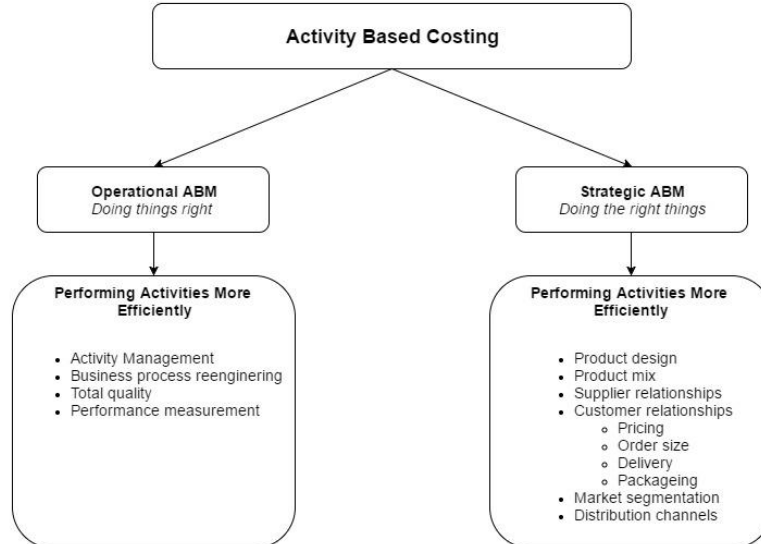 Activity Based Costing
Operational ABM
Doing things right
Strategic ABM
Doing the right things
Performing Activities More
Efficiently
Activity Management
Business process reenginering
Total quality
Performance measurement
Performing Activities More
Efficiently
Product design
Product mix
Supplier relationships
Customer relationships
Pricing
Order size
Delivery
Packageing
Market segmentation
Distribution channels